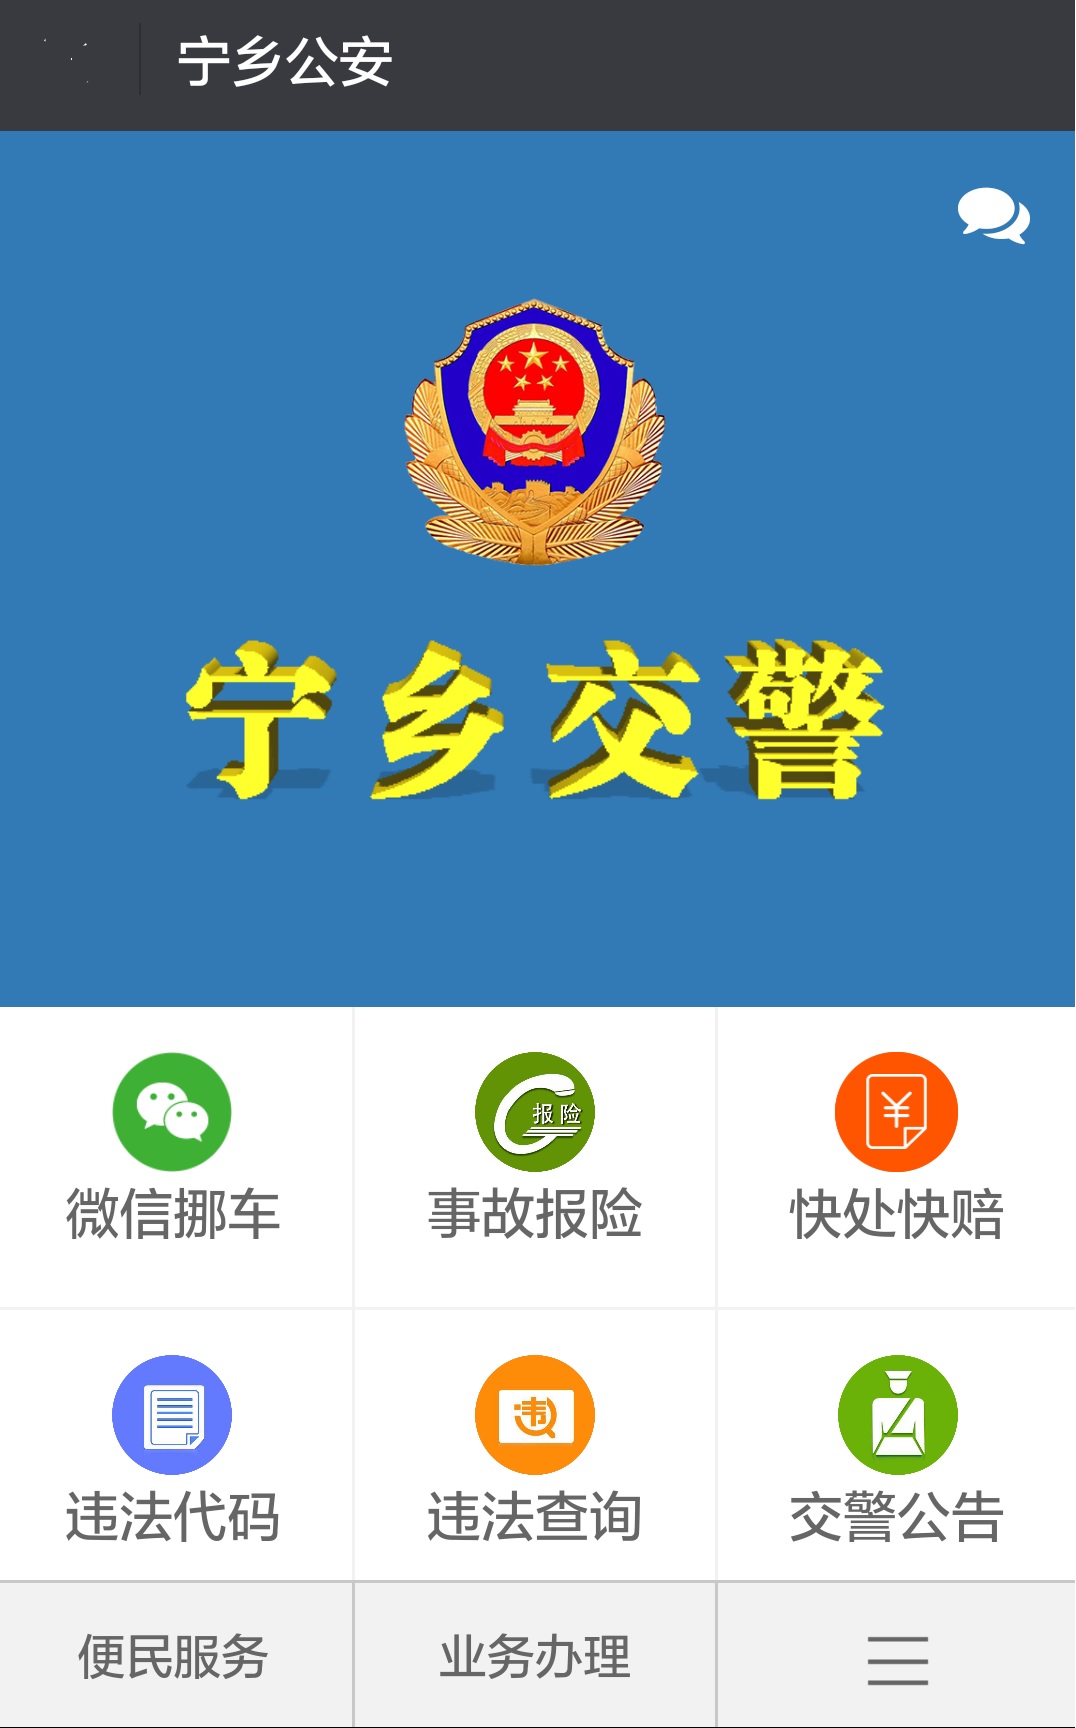 宁乡公安
宁乡交警
报险
¥
微信挪车 事故报险 快处快赔
违
违法代码 违法查询 交警公告
便民服务 业务办理